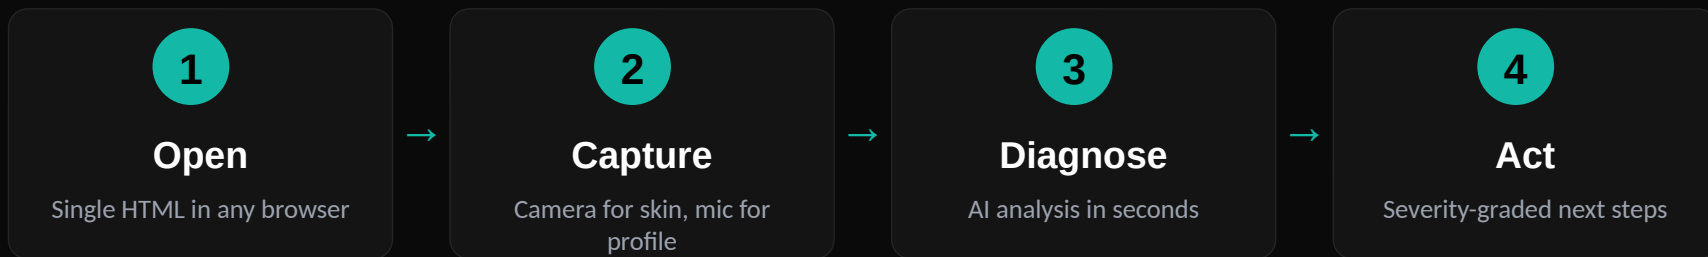 1
Open
Single HTML in any browser
→
2
Capture
Camera for skin, mic for
profile
→
3
Diagnose
AI analysis in seconds
→
4
Act
Severity-graded next steps